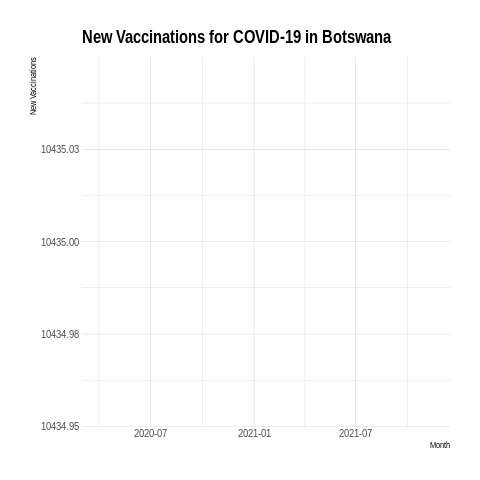 New Vaccinations for COVID-19 in Botswana
New Vaccinations
10435.03
10435.00
10434.98
10434.95
2020-07
2021-01
2021-07
Month